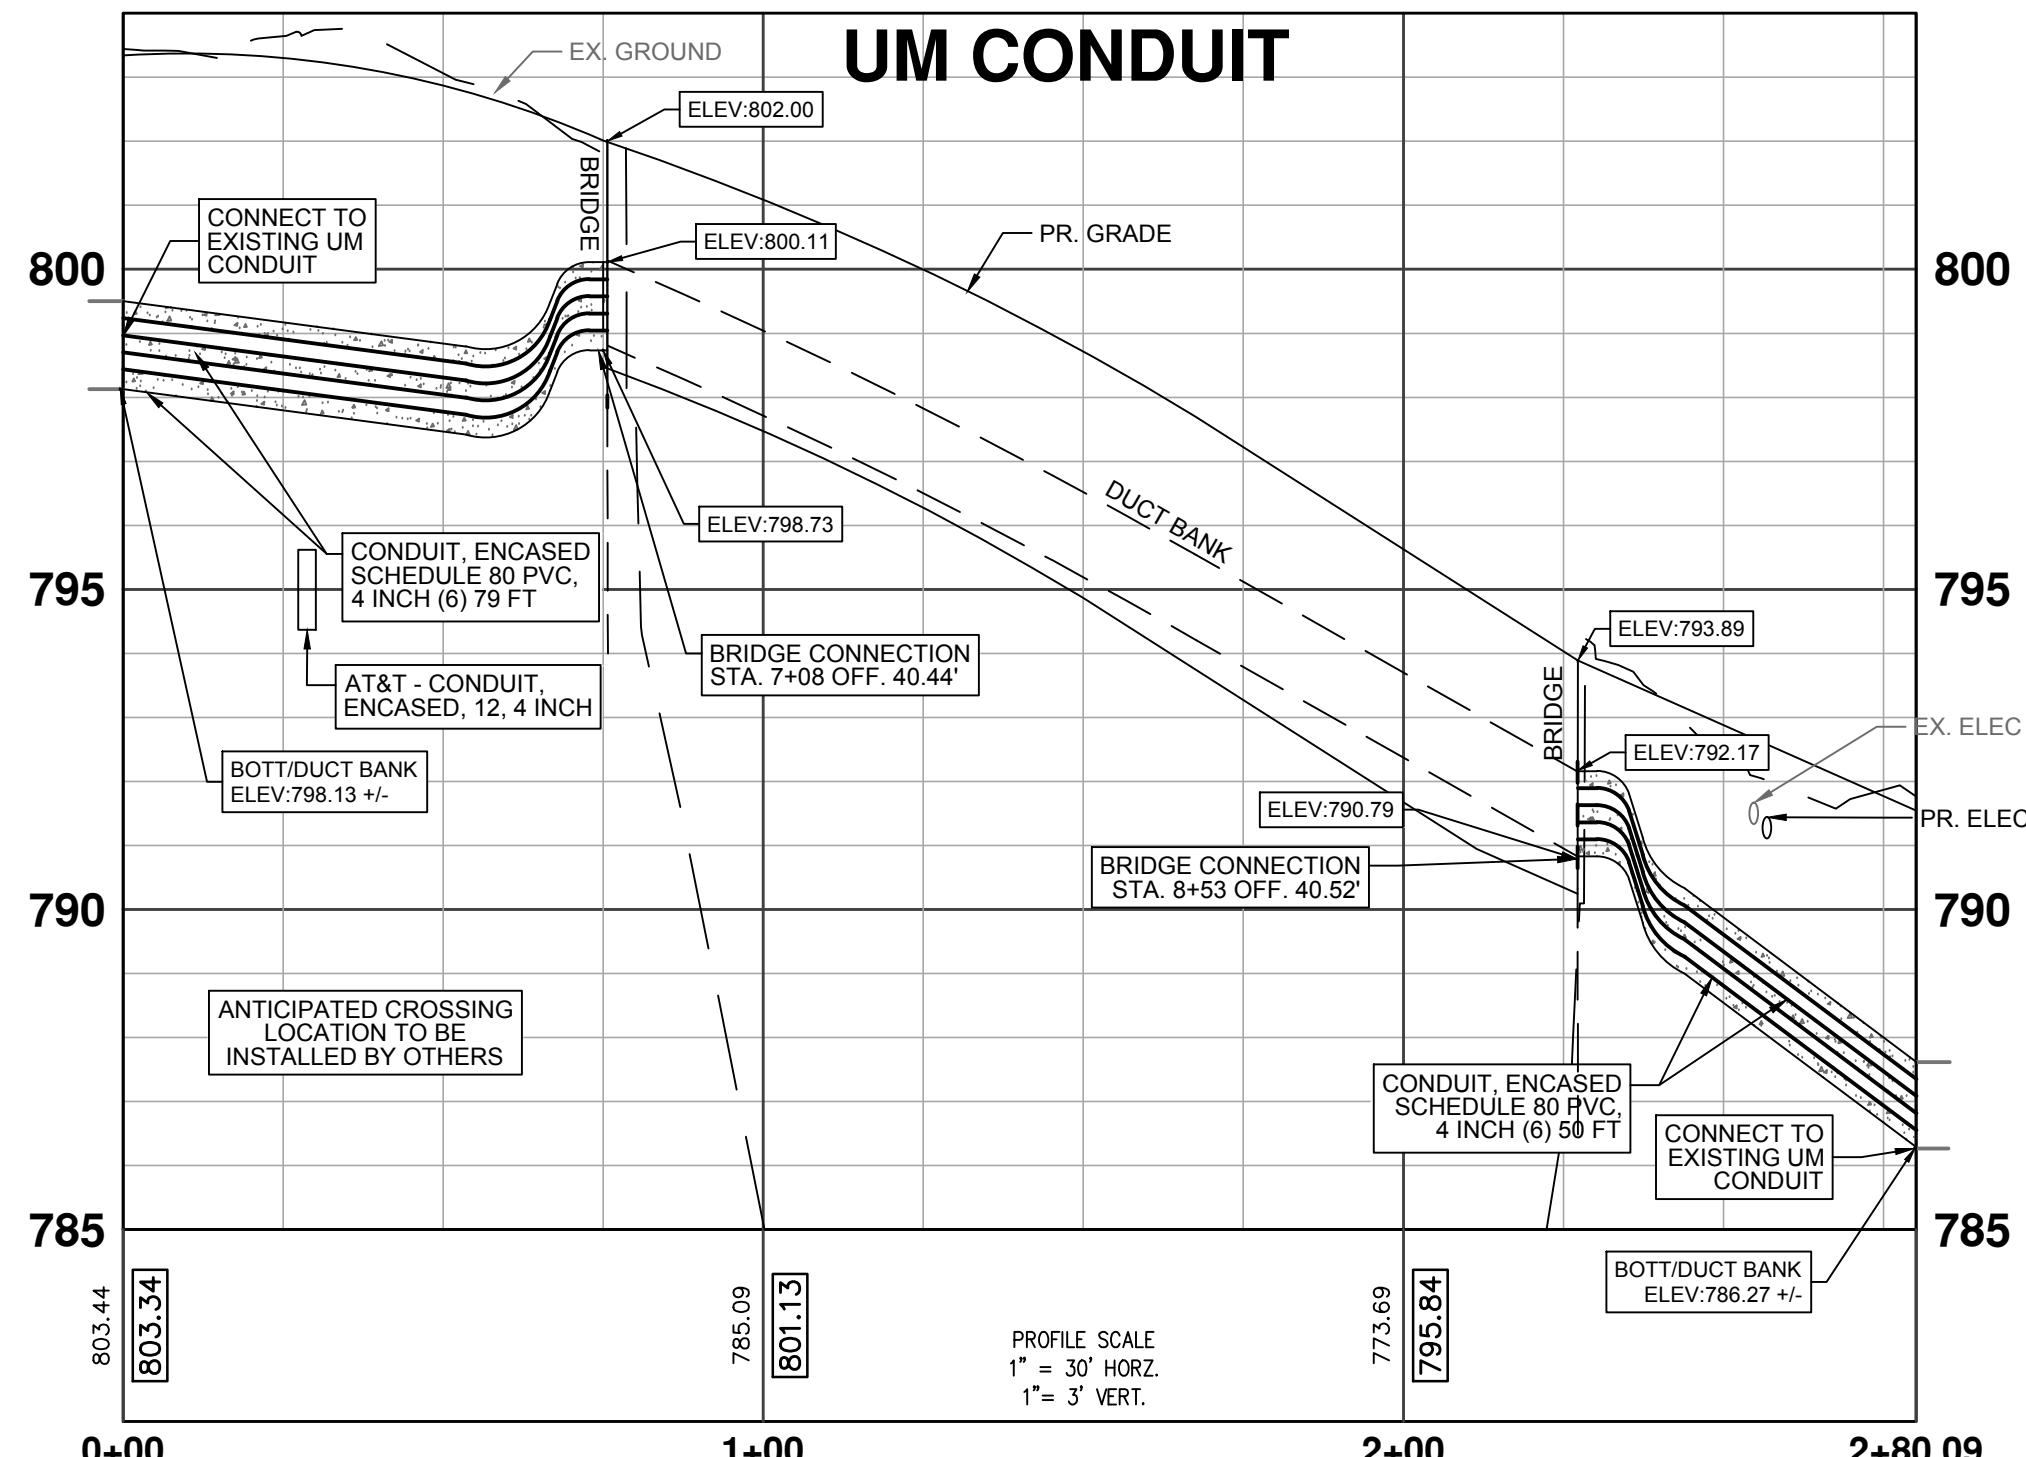 UM CONDUIT
EX. GROUND
ELEV:802.00
BRIDGE
CONNECT TO
EXISTING UM
CONDUIT
ELEV:800.11
PR. GRADE
800
800
DUCT BANK
ELEV:798.73
CONDUIT, ENCASED
SCHEDULE 80 PVC,
4 INCH (6) 79 FT
795
795
BRIDGE CONNECTION
STA. 7+08 OFF. 40.44'
AT&T - CONDUIT,
ENCASED, 12, 4 INCH
ELEV:793.89
BRIDGE
EX. ELEC
ELEV:792.17
BOTT/DUCT BANK
ELEV:798.13 +/-
ELEV:790.79
PR. ELEC
BRIDGE CONNECTION
STA. 8+53 OFF. 40.52'
790
790
ANTICIPATED CROSSING
LOCATION TO BE
INSTALLED BY OTHERS
CONDUIT, ENCASED
SCHEDULE 80 PVC,
4 INCH (6) 50 FT
CONNECT TO
EXISTING UM
CONDUIT
785
785
BOTT/DUCT BANK
ELEV:786.27 +/-
803.44
803.34
785.09
801.13
773.69
795.84
PROFILE SCALE
1" = 30' HORZ.
1"= 3' VERT.
0+00
1+00
2+00
2+80.09